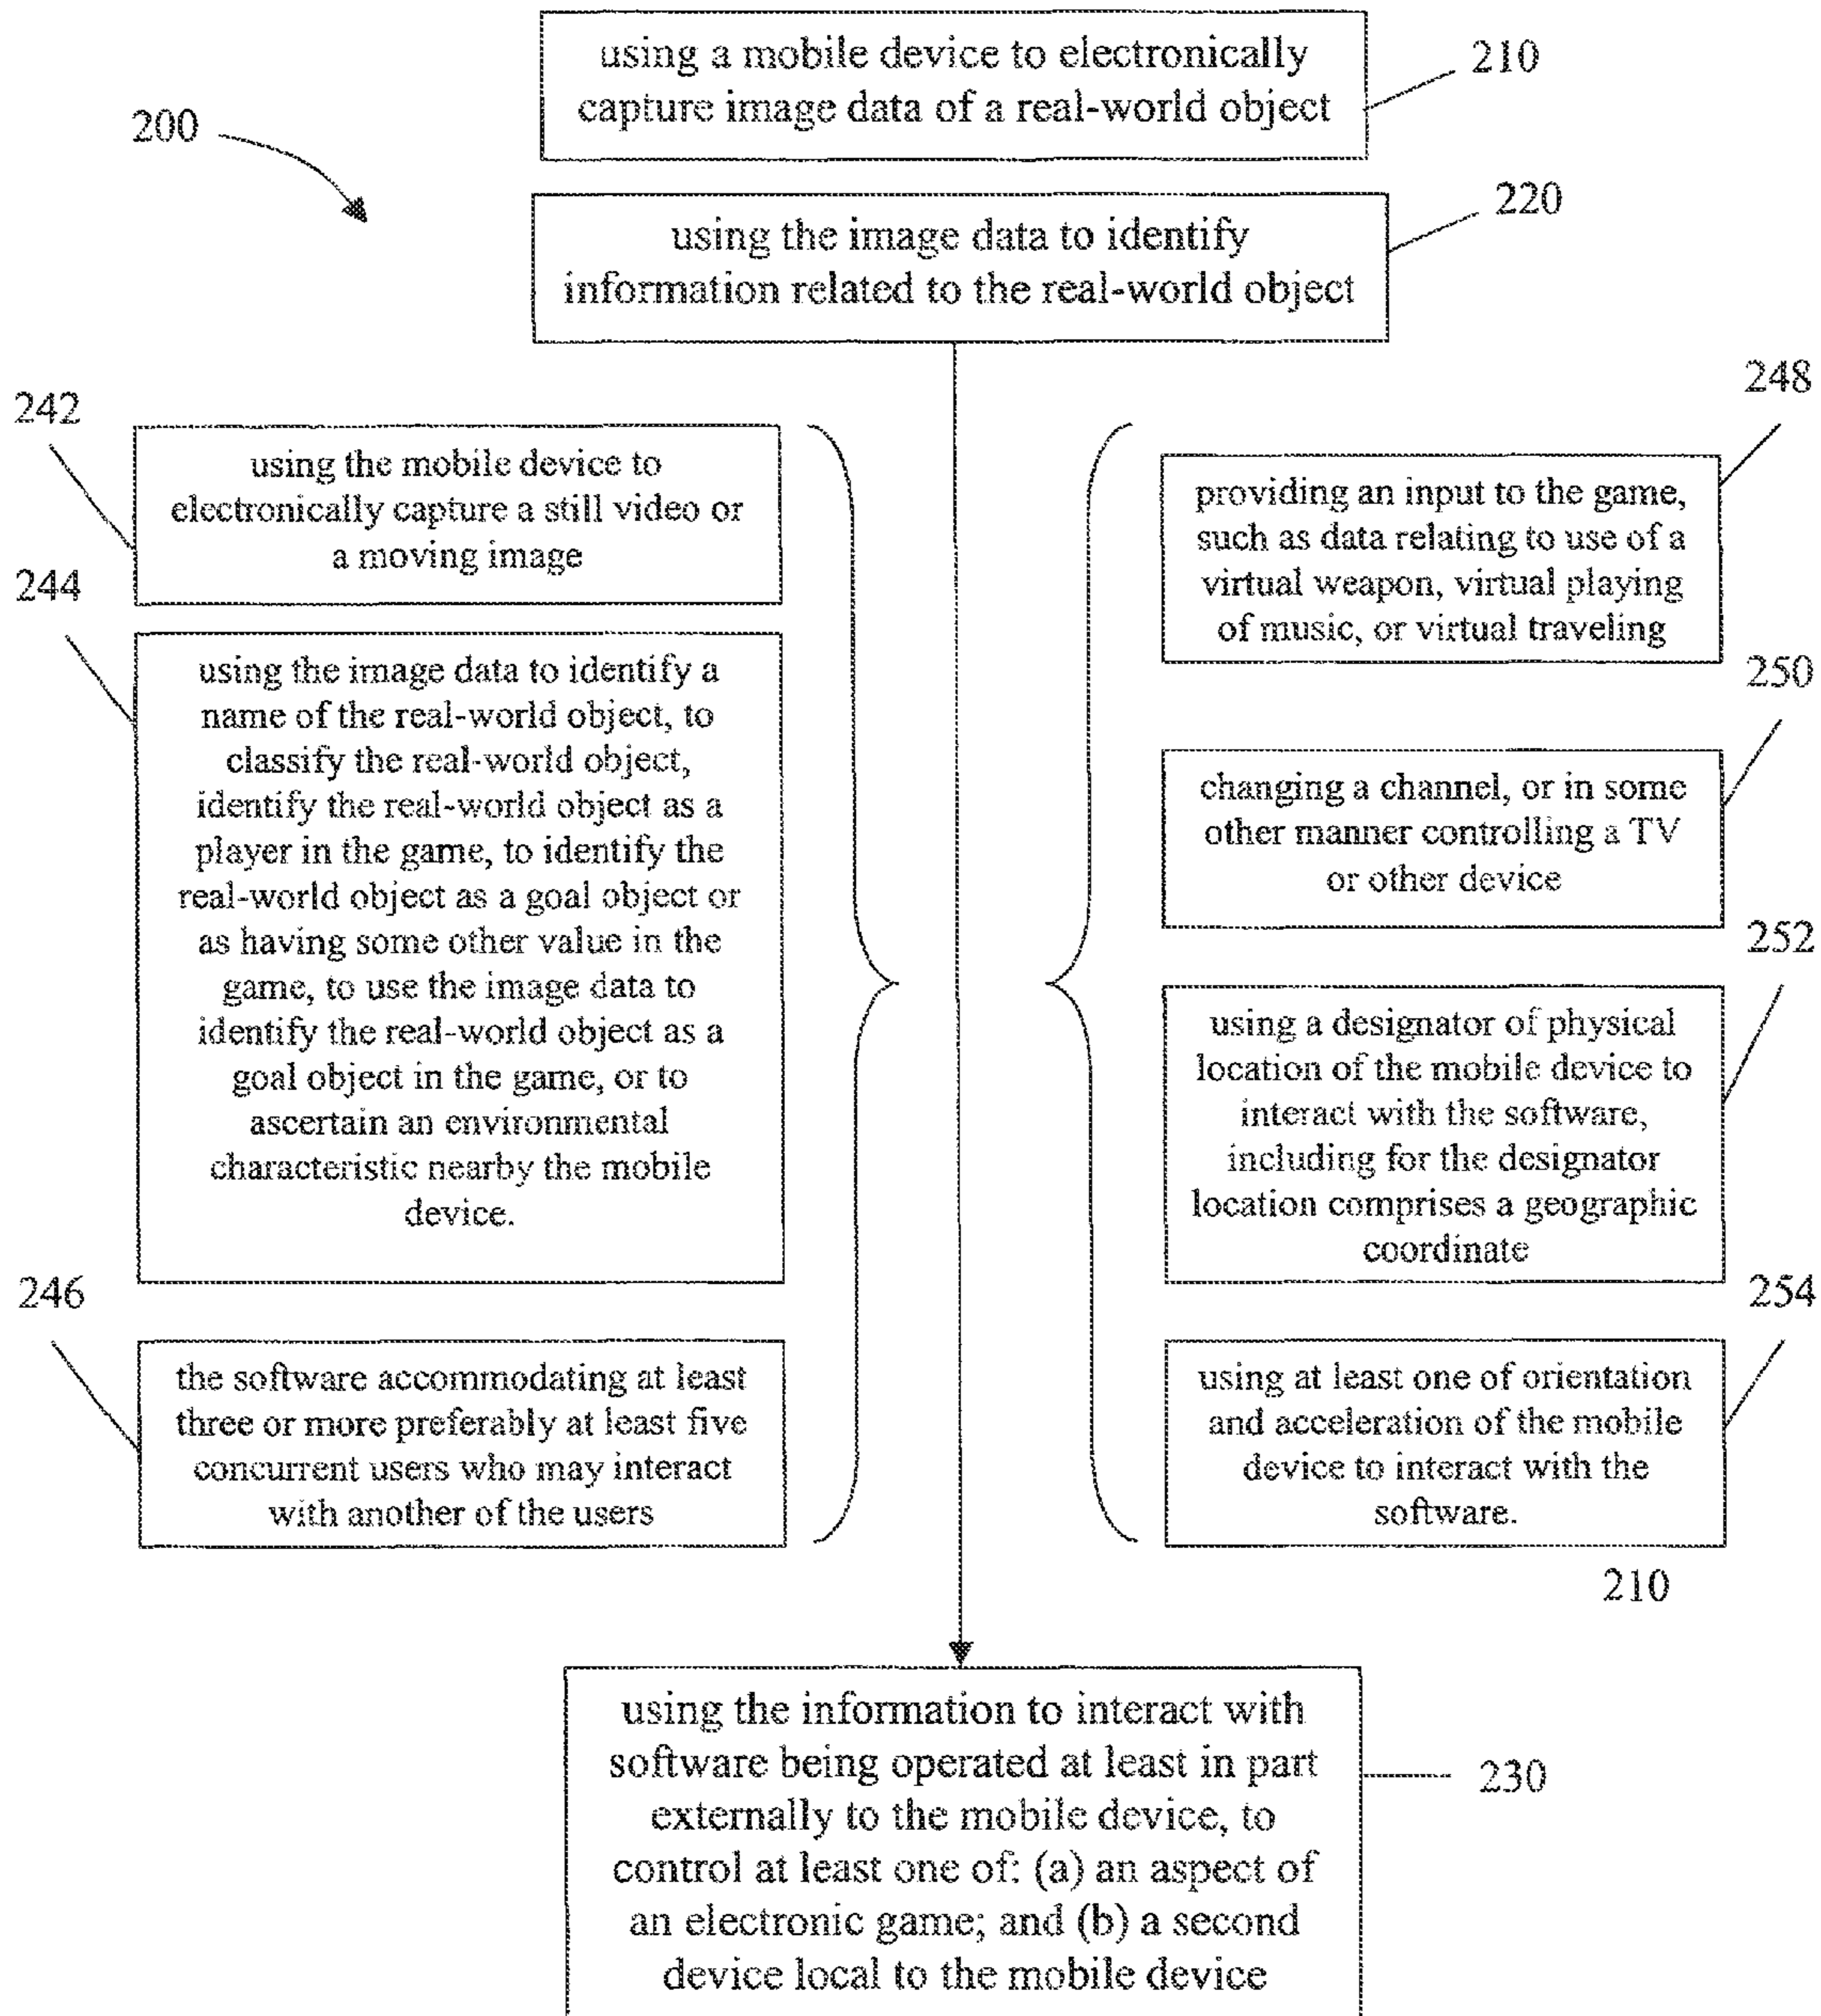 using a mobile device to electronically
capture image data of a real-world object
210
200
using the image data to identify
information related to the real-world object
220
242
using the mobile device to
electronically capture a still video or
a moving image
244
using the image data to identify a
name of the real-world object, to
classify the real-world object,
identify the real-world object as a
player in the game, to identify the
real-world object as a goal object or
as having some other value in the
game, to use the image data to
identify the real-world object as a
goal object in the game, or to
ascertain an environmental
characteristic nearby the mobile
device.
246
the software accommodating at least
three or more preferably at least five
concurrent users who may interact
with another of the users
248
providing an input to the game,
such as data relating to use of a
virtual weapon, virtual playing
of music, or virtual traveling
250
changing a channel, or in some
other manner controlling a TV
or other device
252
using a designator of physical
location of the mobile device to
interact with the software,
including for the designator
location comprises a geographic
coordinate
254
using at least one of orientation
and acceleration of the mobile
device to interact with the
software.
210
using the information to interact with
software being operated at least in part
externally to the mobile device, to
control at least one of: (a) an aspect of
an electronic game; and (b) a second
device local to the mobile device
230